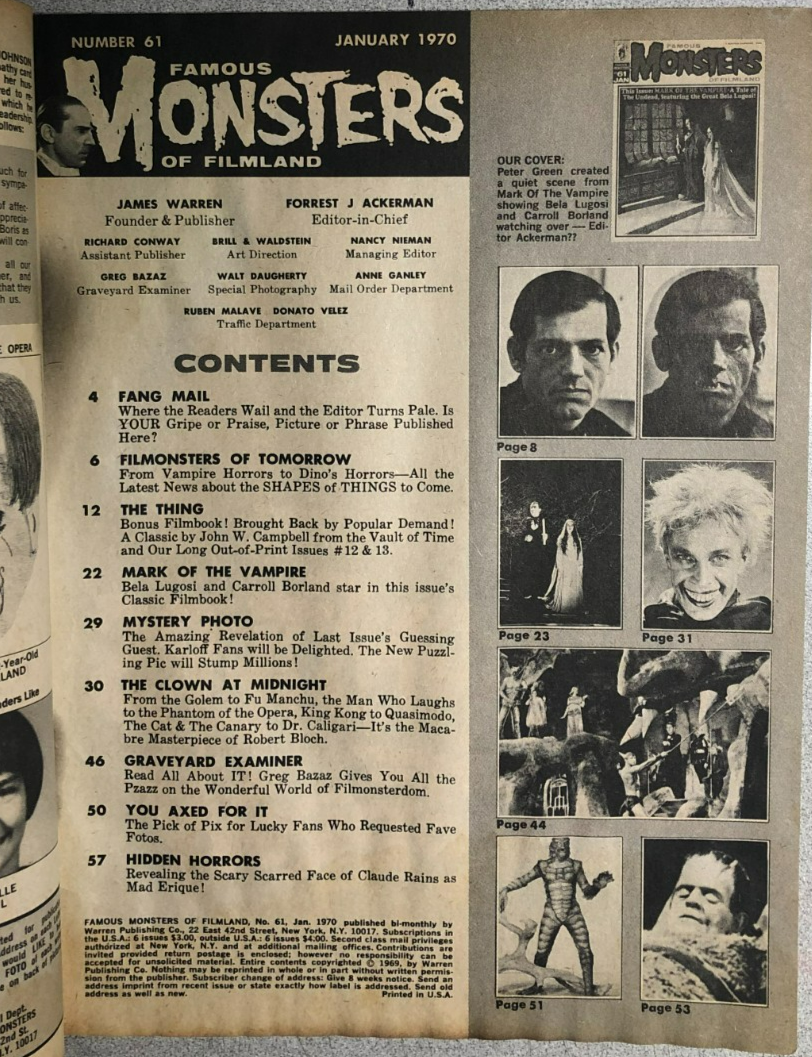 NUMBER 61
JANUARY 1970
FAMOUS
MONSTERS
OF FILMLAND
JAMES WARREN
Founder & Publisher
FORREST J ACKERMAN
Editor-in-Chief
RICHARD CONWAY
Assistant Publisher
BRILL & WALDSTEIN
Art Direction
NANCY NIEMAN
Managing Editor
GREG BAZAZ
Graveyard Examiner
WALT DAUGHERTY
Special Photography
ANNE GANLEY
Mail Order Department
RUBEN MALAVE DONATO VELEZ
Traffic Department
CONTENTS
4 FANG MAIL
Where the Readers Wail and the Editor Turns Pale. Is
YOUR Gripe or Praise, Picture or Phrase Published
Here?
6 FILMONSTERS OF TOMORROW
From Vampire Horrors to Dino's Horrors—All the
Latest News about the SHAPES of THINGS to Come.
12 THE THING
Bonus Filmbook! Brought Back by Popular Demand!
A Classic by John W. Campbell from the Vault of Time
and Our Long Out-of-Print Issues #12 & 13.
22 MARK OF THE VAMPIRE
Bela Lugosi and Carroll Borland star in this issue's
Classic Filmbook!
29 MYSTERY PHOTO
The Amazing Revelation of Last Issue's Guessing
Guest. Karloff Fans will be Delighted. The New Puzzl-
ing Pic will Stump Millions!
30 THE CLOWN AT MIDNIGHT
From the Golem to Fu Manchu, the Man Who Laughs
to the Phantom of the Opera, King Kong to Quasimodo,
The Cat & The Canary to Dr. Caligari—It's the Maca-
bre Masterpiece of Robert Bloch.
46 GRAVEYARD EXAMINER
Read All About IT! Greg Bazaz Gives You All the
Pzazz on the Wonderful World of Filmonsterdom.
50 YOU AXED FOR IT
The Pick of Pix for Lucky Fans Who Requested Fave
Fotos.
57 HIDDEN HORRORS
Revealing the Scary Scarred Face of Claude Rains as
Mad Erique!
FAMOUS MONSTERS OF FILMLAND, No. 61, Jan. 1970 published bi-monthly by
Warren Publishing Co., 22 East 42nd Street, New York, N.Y. 10017. Subscriptions in
the U.S.A.: 6 issues $3.00, outside U.S.A.: 6 issues $4.00. Second class mail privileges
authorized at New York, N.Y. and at additional mailing offices. Contributions are
invited provided return postage is enclosed; however no responsibility can be
accepted for unsolicited material. Entire contents copyrighted © 1969, by Warren
Publishing Co. Nothing may be reprinted in whole or in part without written permis-
sion from the publisher. Subscriber change of address: Give 8 weeks notice. Send an
address imprint from recent issue or state exactly how label is addressed. Send old
address as well as new.
Printed in U.S.A.
FAMOUS
MONSTERS
OF FILMLAND
61
JAN
This Issue: MARK OF THE VAMPIRE-A Tale of
The Undead, featuring the Great Bela Lugosi!
OUR COVER:
Peter Green created
a quiet scene from
Mark Of The Vampire
showing Bela Lugosi
and Carroll Borland
watching over — Edi-
tor Ackerman??
Page 8
Page 23
Page 31
Page 44
Page 51
Page 53